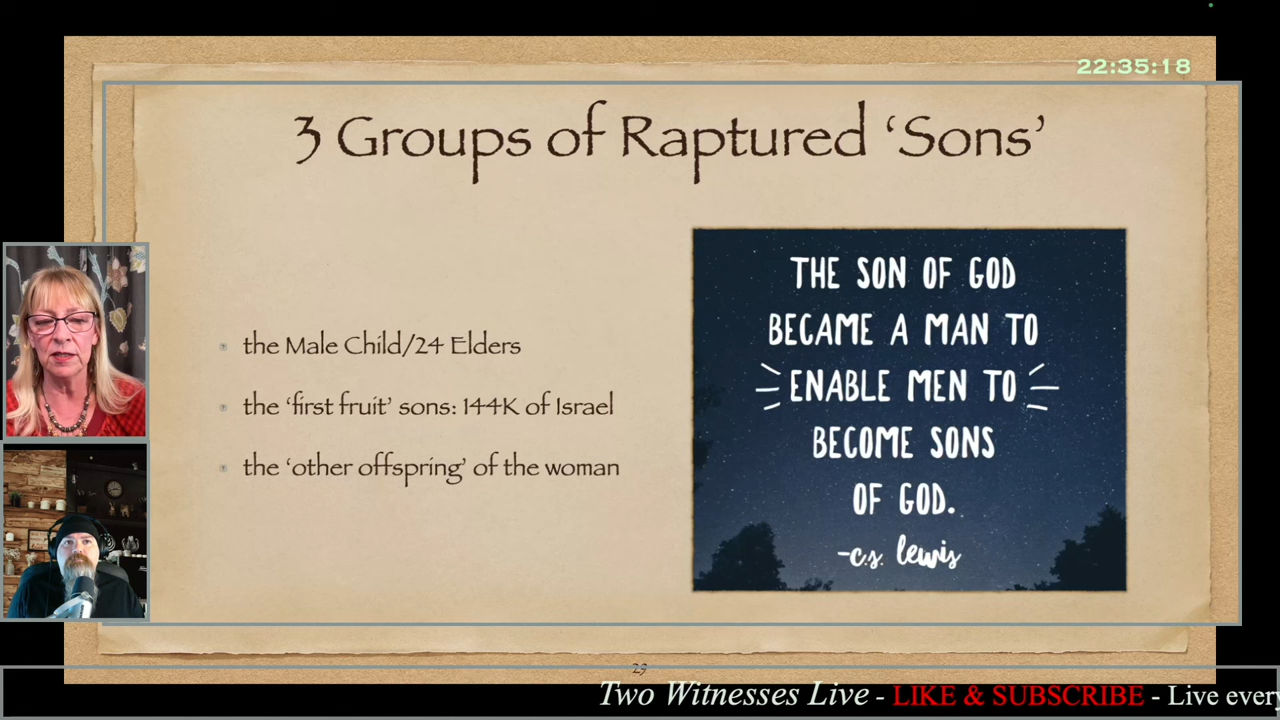 22:35:18
3 Groups of Raptured ‘Sons’
the Male Child/24 Elders
the ‘first fruit’ sons: 144K of Israel
the ‘other offspring’ of the woman
THE SON OF GOD
BECAME A MAN TO
ENABLE MEN TO
BECOME SONS
OF GOD.
-c.s. lewis
29
Two Witnesses Live - LIKE & SUBSCRIBE - Live every